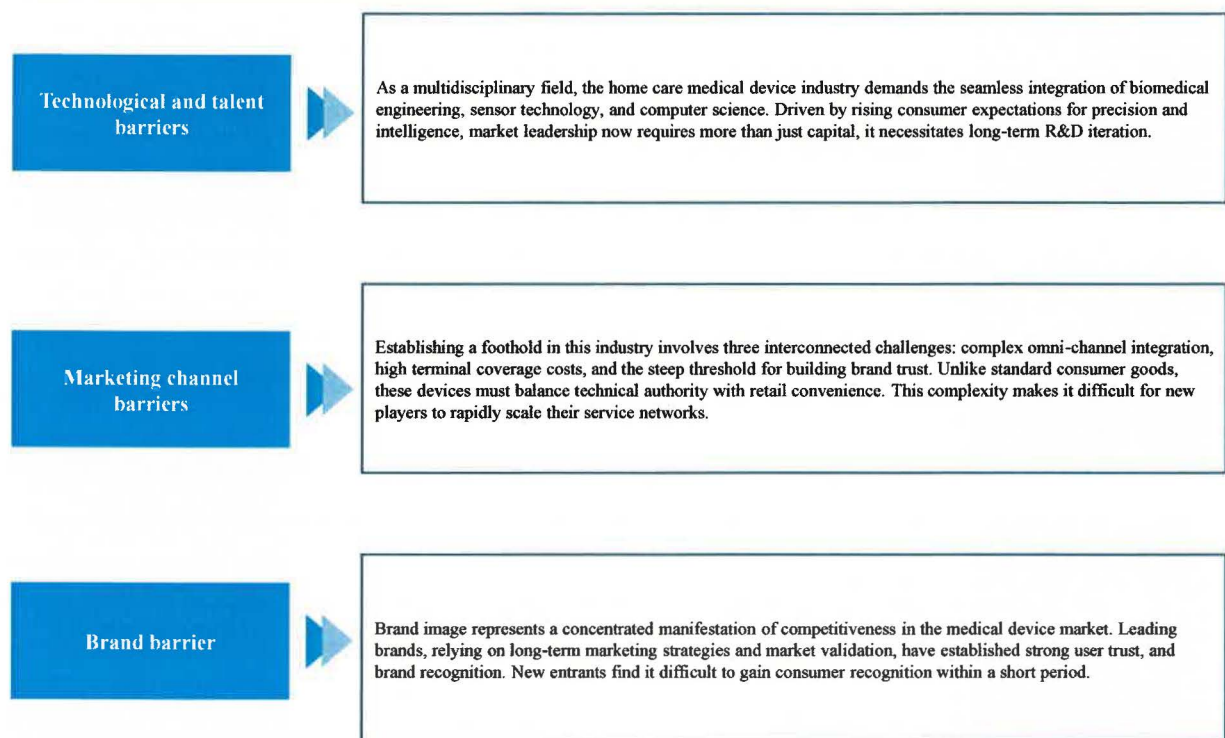 Technological and talent
barriers
As a multidisciplinary field, the home care medical device industry demands the seamless integration of biomedical
engineering, sensor technology, and computer science. Driven by rising consumer expectations for precision and
intelligence, market leadership now requires more than just capital, it necessitates long-term R&D iteration.
Marketing channel
barriers
Establishing a foothold in this industry involves three interconnected challenges: complex omni-channel integration,
high terminal coverage costs, and the steep threshold for building brand trust. Unlike standard consumer goods,
these devices must balance technical authority with retail convenience. This complexity makes it difficult for new
players to rapidly scale their service networks.
Brand barrier
Brand image represents a concentrated manifestation of competitiveness in the medical device market. Leading
brands, relying on long-term marketing strategies and market validation, have established strong user trust, and
brand recognition. New entrants find it difficult to gain consumer recognition within a short period.